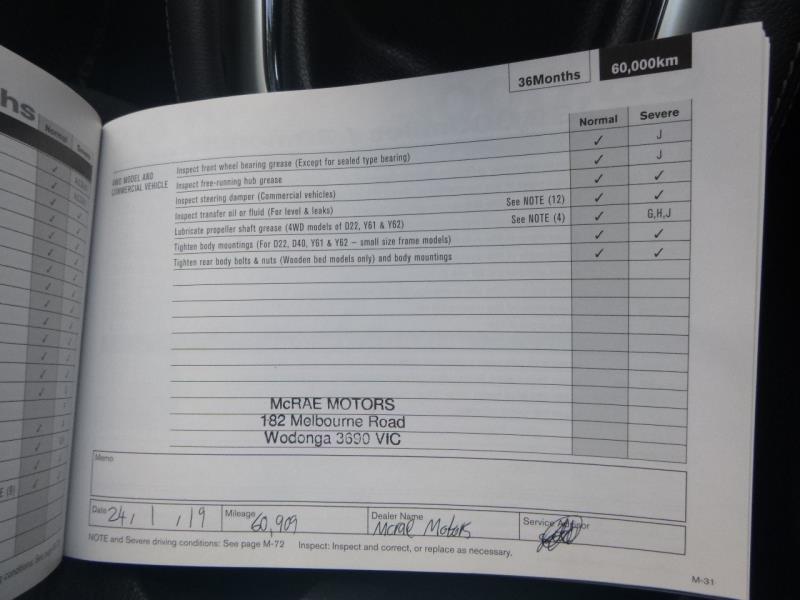 hs
Normal
Severe
36Months
60,000km
Normal
Severe
4WD MODEL AND
COMMERCIAL VEHICLE
Inspect front wheel bearing grease (Except for sealed type bearing) ✓ J
Inspect free-running hub grease ✓ J
Inspect steering damper (Commercial vehicles) ✓ ✓
Inspect transfer oil or fluid (For level & leaks) See NOTE (12) ✓ ✓
Lubricate propeller shaft grease (4WD models of D22, Y61 & Y62) See NOTE (4) ✓ G,H,J
Tighten body mountings (For D22, D40, Y61 & Y62 – small size frame models) ✓ ✓
Tighten rear body bolts & nuts (Wooden bed models only) and body mountings ✓ ✓
McRAE MOTORS
182 Melbourne Road
Wodonga 3690 VIC
Memo
Date 24, 1, 19
Mileage 60,909
Dealer Name Mcrae Motors
Service Advisor
NOTE and Severe driving conditions: See page M-72 Inspect: Inspect and correct, or replace as necessary.
M-31